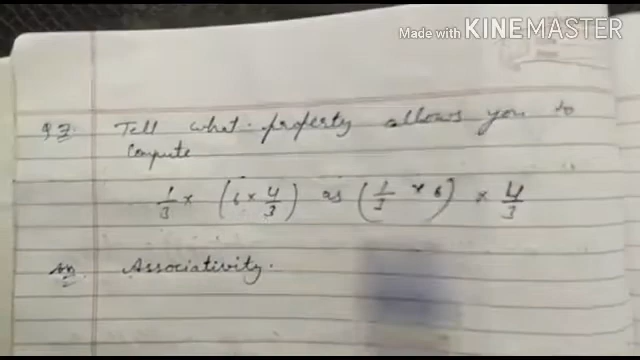 Made with KINEMASTER
Q 7. Tell what property allows you to
compute
1/3 × (6 × 4/3) as (1/3 × 6) × 4/3
Ans Associativity.